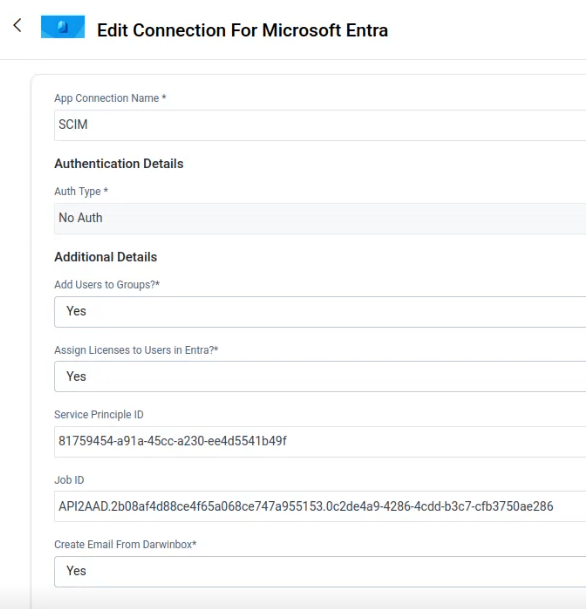 Edit Connection For Microsoft Entra
App Connection Name *
SCIM
Authentication Details
Auth Type *
No Auth
Additional Details
Add Users to Groups?*
Yes
Assign Licenses to Users in Entra?*
Yes
Service Principle ID
81759454-a91a-45cc-a230-ee4d5541b49f
Job ID
API2AAD.2b08af4d88ce4f65a068ce747a955153.0c2de4a9-4286-4cdd-b3c7-cfb3750ae286
Create Email From Darwinbox*
Yes